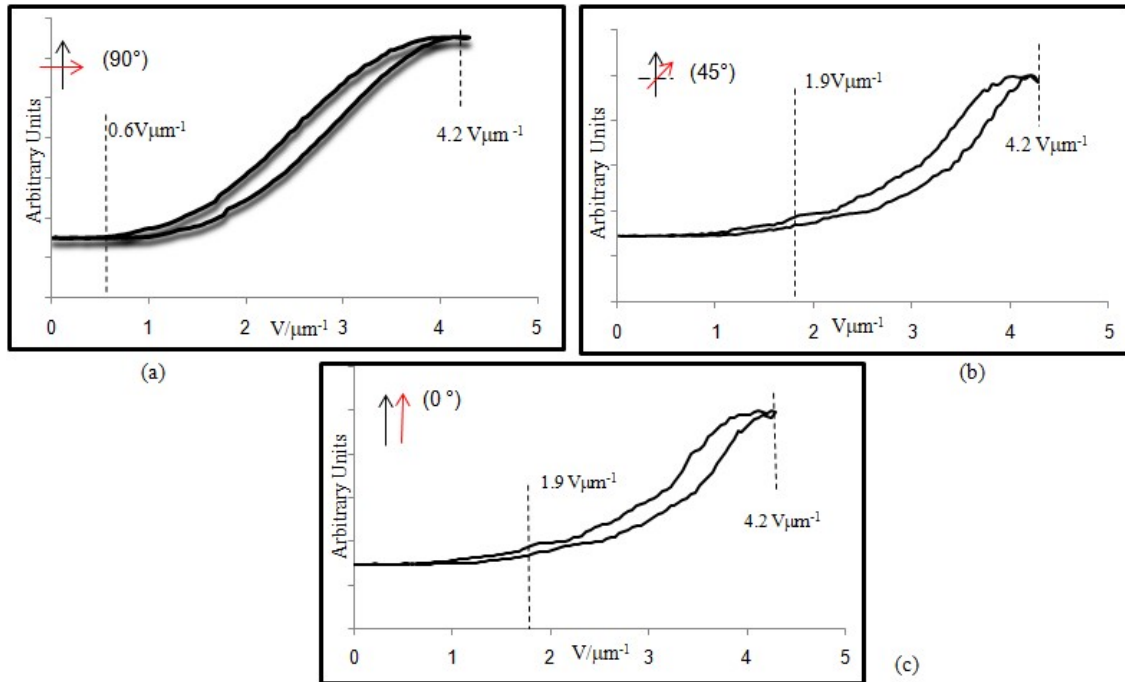 (90°)
0.6Vµm-1
4.2 Vµm -1
Arbitrary Units
0 1 2 3 4 5
V/µm-1
(a)
(45°)
1.9Vµm-1
4.2 Vµm-1
Arbitrary Units
0 1 2 3 4 5
Vµm-1
(b)
(0 °)
1.9 Vµm-1
4.2 Vµm-1
Arbitrary Units
0 1 2 3 4 5
V/µm-1
(c)